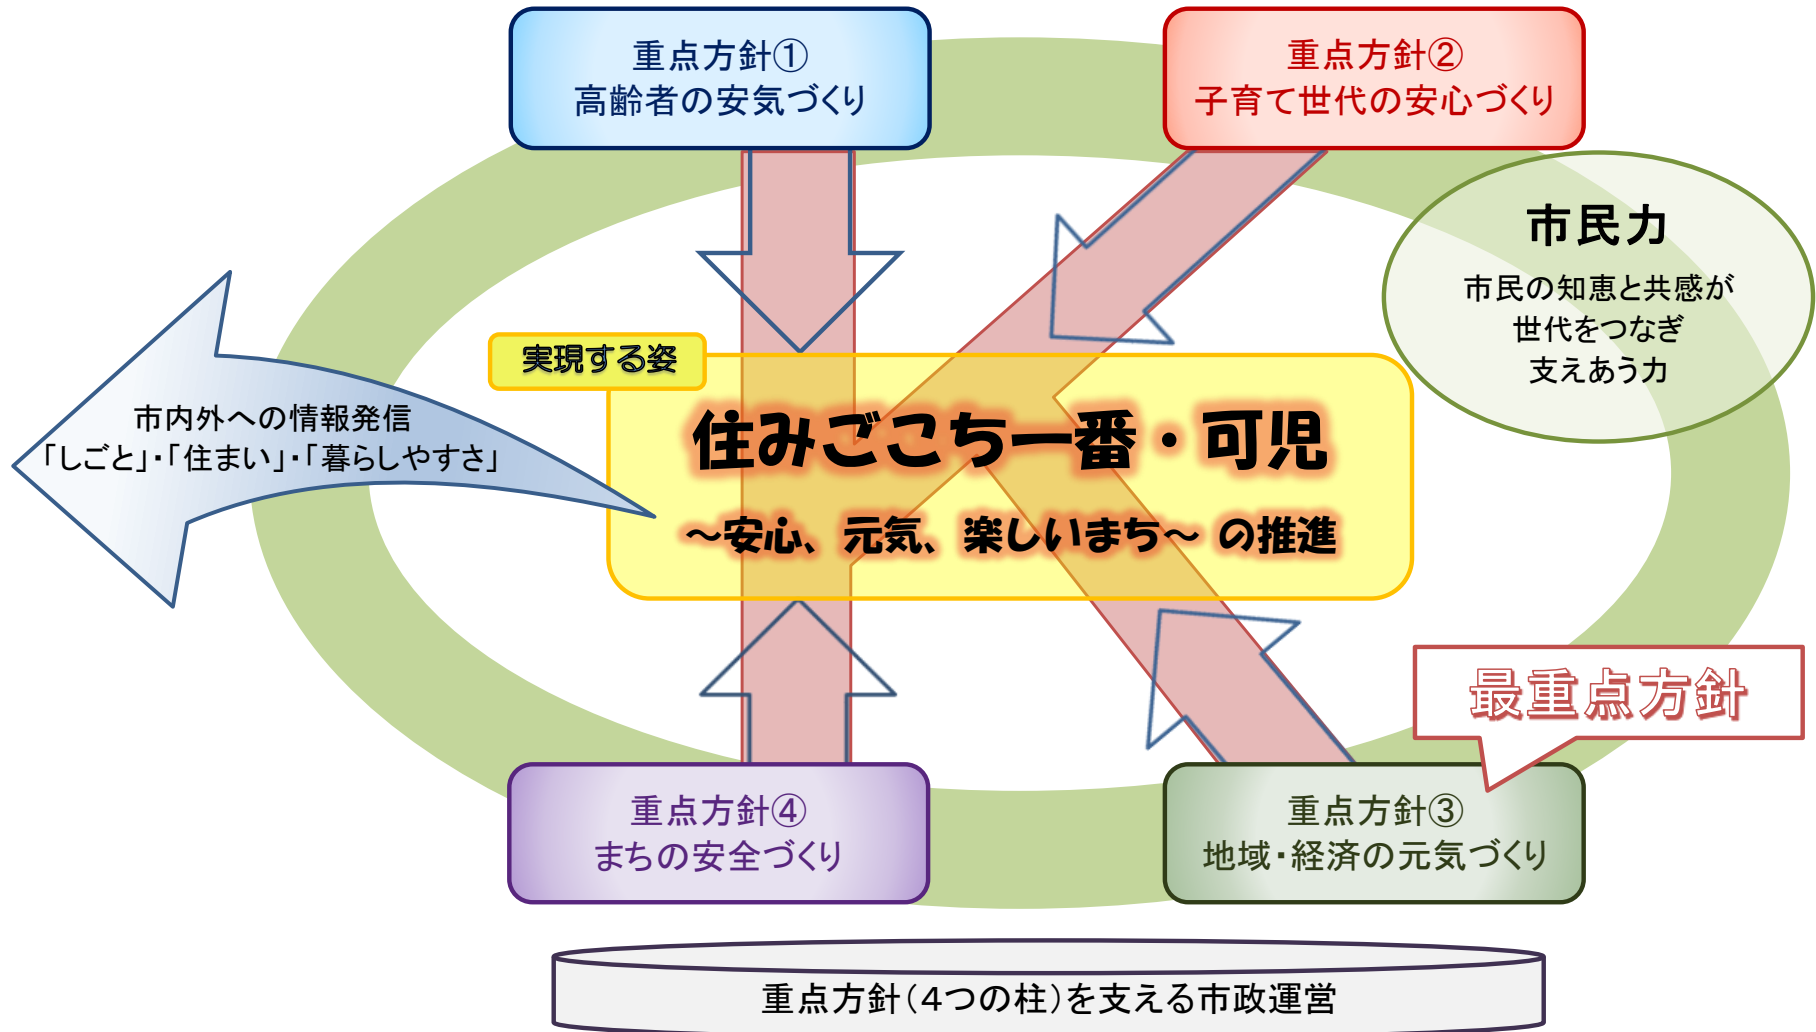 重点方針①
高齢者の安気づくり
重点方針②
子育て世代の安心づくり
市民力
市民の知恵と共感が
世代をつなぎ
支えあう力
実現する姿
住みごこち一番・可児
～安心、元気、楽しいまち～ の推進
市内外への情報発信
「しごと」・「住まい」・「暮らしやすさ」
最重点方針
重点方針④
まちの安全づくり
重点方針③
地域・経済の元気づくり
重点方針（４つの柱）を支える市政運営